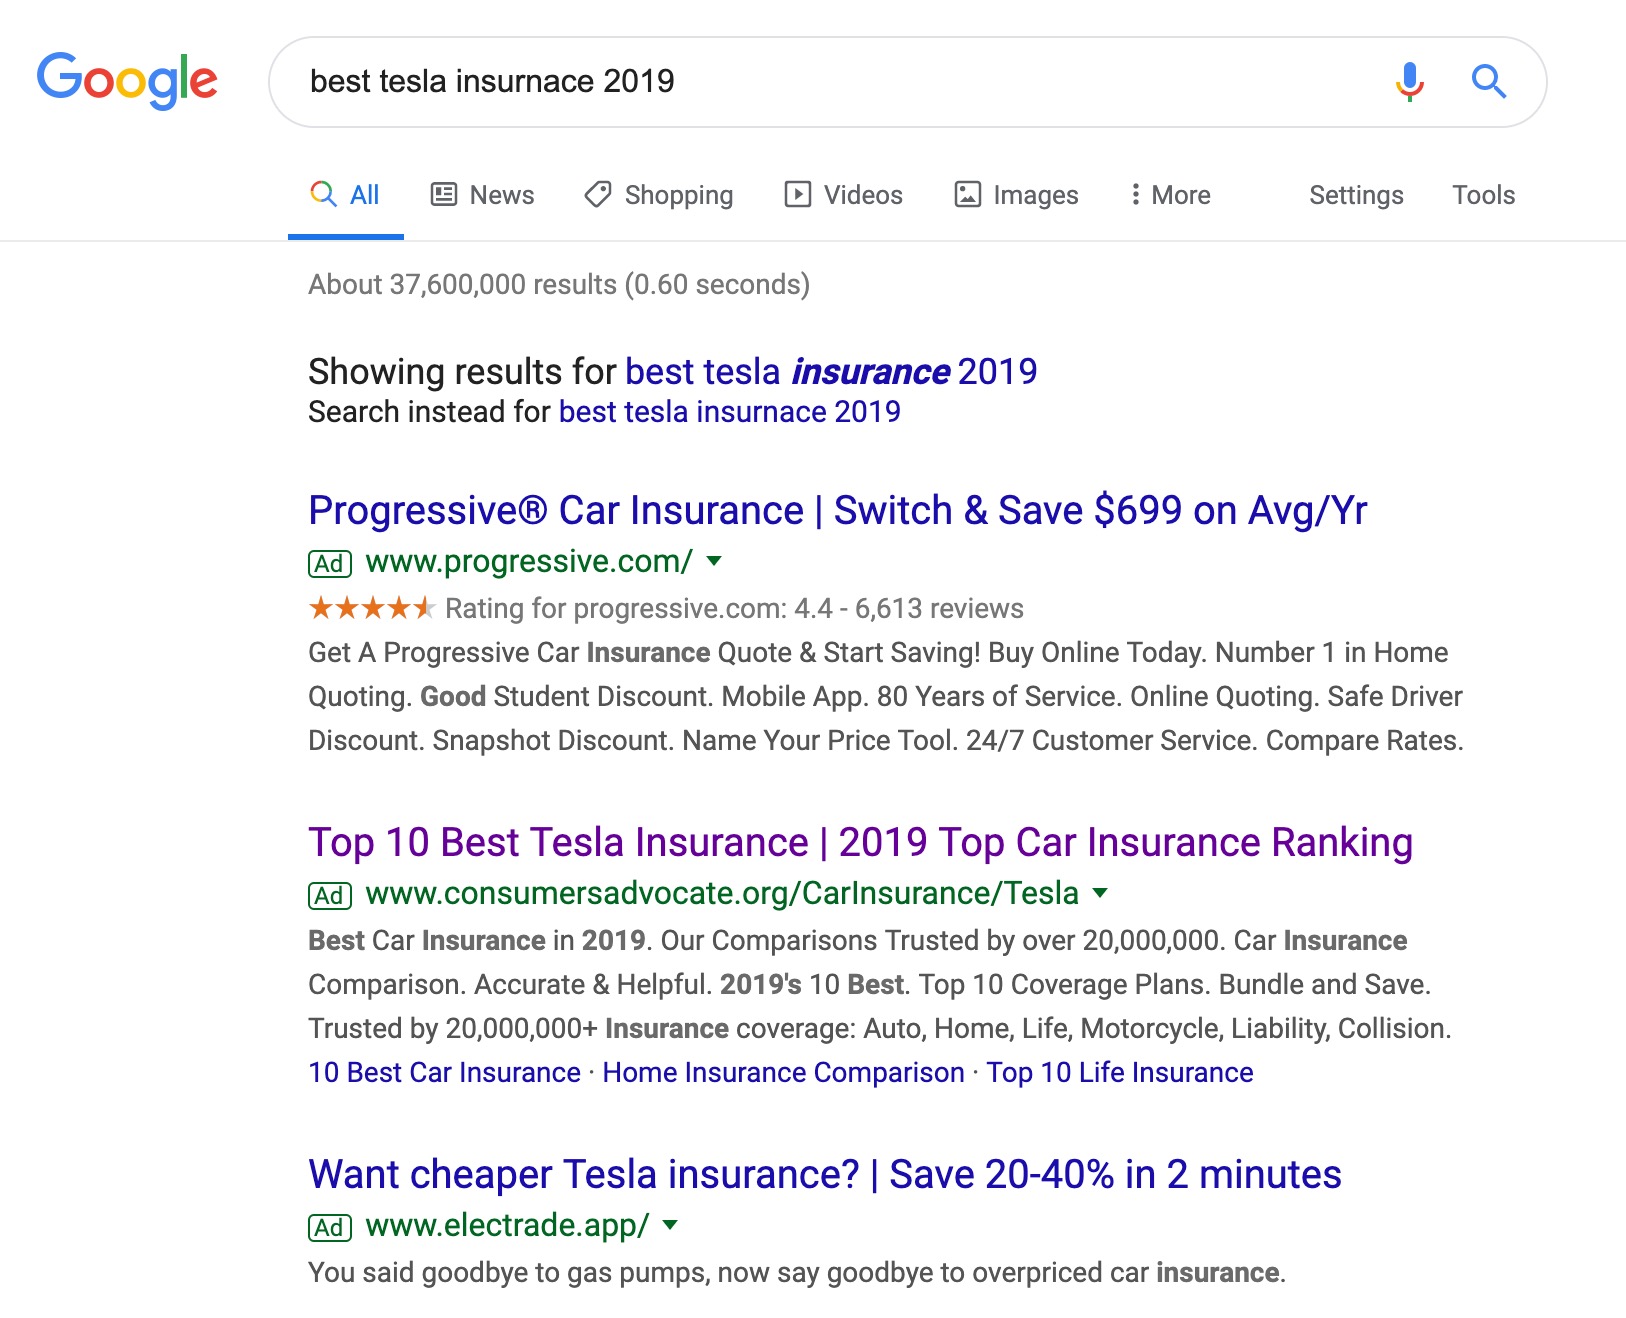 Google
best tesla insurnace 2019
All News Shopping Videos Images More Settings Tools
About 37,600,000 results (0.60 seconds)
Showing results for best tesla insurance 2019
Search instead for best tesla insurnace 2019
Progressive® Car Insurance | Switch & Save $699 on Avg/Yr
Ad www.progressive.com/
Rating for progressive.com: 4.4 - 6,613 reviews
Get A Progressive Car Insurance Quote & Start Saving! Buy Online Today. Number 1 in Home
Quoting. Good Student Discount. Mobile App. 80 Years of Service. Online Quoting. Safe Driver
Discount. Snapshot Discount. Name Your Price Tool. 24/7 Customer Service. Compare Rates.
Top 10 Best Tesla Insurance | 2019 Top Car Insurance Ranking
Ad www.consumersadvocate.org/CarInsurance/Tesla
Best Car Insurance in 2019. Our Comparisons Trusted by over 20,000,000. Car Insurance
Comparison. Accurate & Helpful. 2019's 10 Best. Top 10 Coverage Plans. Bundle and Save.
Trusted by 20,000,000+ Insurance coverage: Auto, Home, Life, Motorcycle, Liability, Collision.
10 Best Car Insurance · Home Insurance Comparison · Top 10 Life Insurance
Want cheaper Tesla insurance? | Save 20-40% in 2 minutes
Ad www.electrade.app/
You said goodbye to gas pumps, now say goodbye to overpriced car insurance.